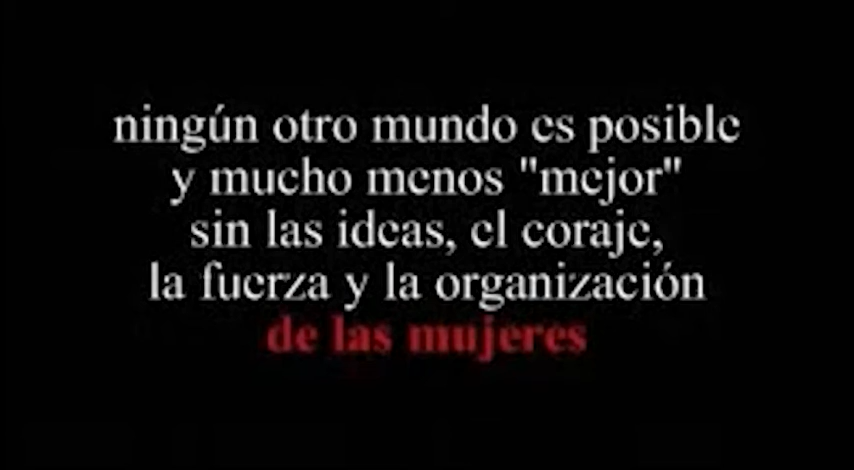 ningún otro mundo es posible
y mucho menos "mejor"
sin las ideas, el coraje,
la fuerza y la organización
de las mujeres